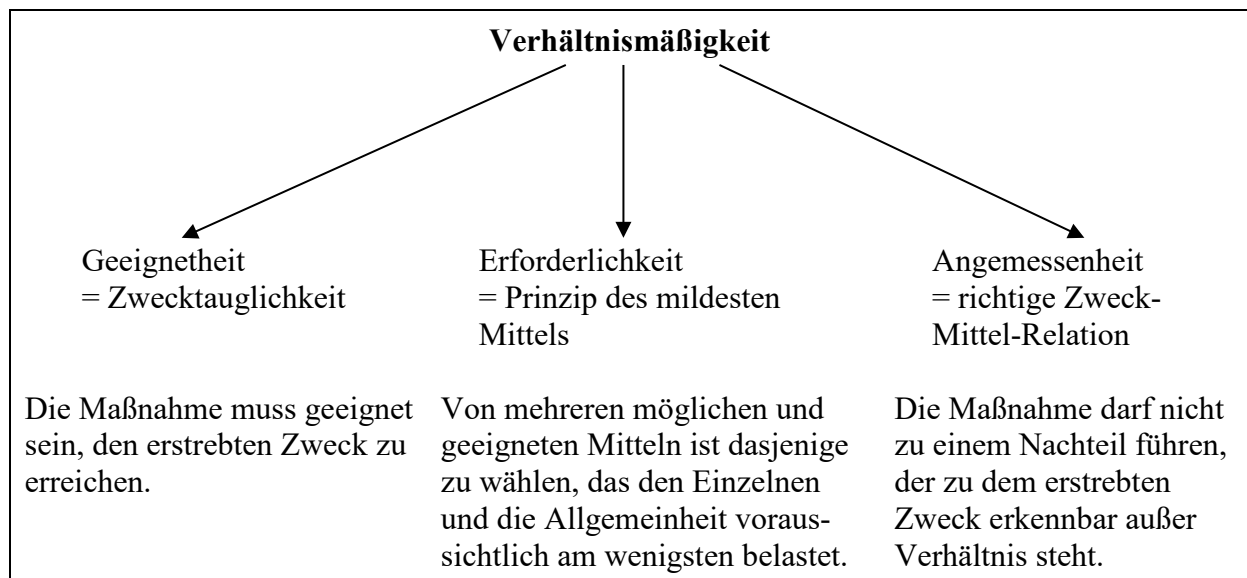 Verhältnismäßigkeit
Geeignetheit
= Zwecktauglichkeit
Erforderlichkeit
= Prinzip des mildesten
Mittels
Angemessenheit
= richtige Zweck-
Mittel-Relation
Die Maßnahme muss geeignet
sein, den erstrebten Zweck zu
erreichen.
Von mehreren möglichen und
geeigneten Mitteln ist dasjenige
zu wählen, das den Einzelnen
und die Allgemeinheit voraus-
sichtlich am wenigsten belastet.
Die Maßnahme darf nicht
zu einem Nachteil führen,
der zu dem erstrebten
Zweck erkennbar außer
Verhältnis steht.